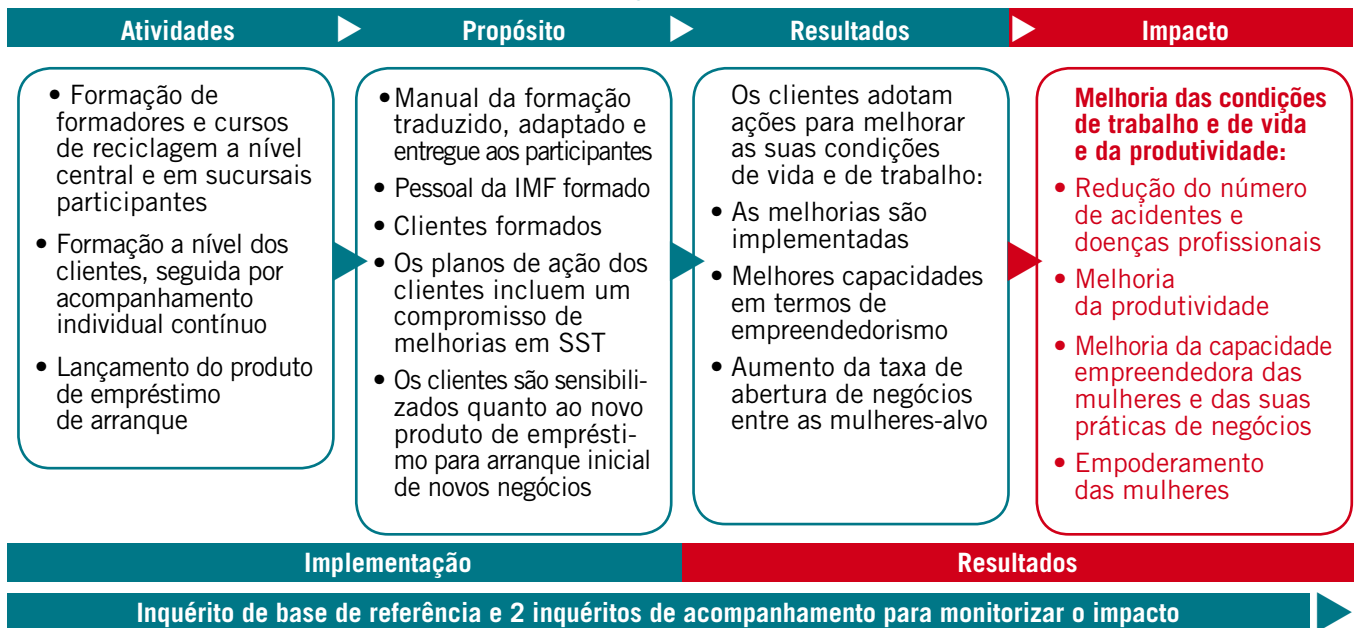 Atividades
Propósito
Resultados
Impacto
• Formação de
formadores e cursos
de reciclagem a nível
central e em sucursais
participantes
• Formação a nível dos
clientes, seguida por
acompanhamento
individual contínuo
• Lançamento do produto
de empréstimo
de arranque
• Manual da formação
traduzido, adaptado e
entregue aos participantes
• Pessoal da IMF formado
• Clientes formados
• Os planos de ação dos
clientes incluem um
compromisso de
melhorias em SST
• Os clientes são sensibili-
zados quanto ao novo
produto de emprésti-
mo para arranque inicial
de novos negócios
Os clientes adotam
ações para melhorar
as suas condições
de vida e de trabalho:
• As melhorias são
implementadas
• Melhores capacidades
em termos de
empreendedorismo
• Aumento da taxa de
abertura de negócios
entre as mulheres-alvo
Melhoria das condições
de trabalho e de vida
e da produtividade:
• Redução do número
de acidentes e
doenças profissionais
• Melhoria
da produtividade
• Melhoria da capacidade
empreendedora das
mulheres e das suas
práticas de negócios
• Empoderamento
das mulheres
Implementação
Resultados
Inquérito de base de referência e 2 inquéritos de acompanhamento para monitorizar o impacto